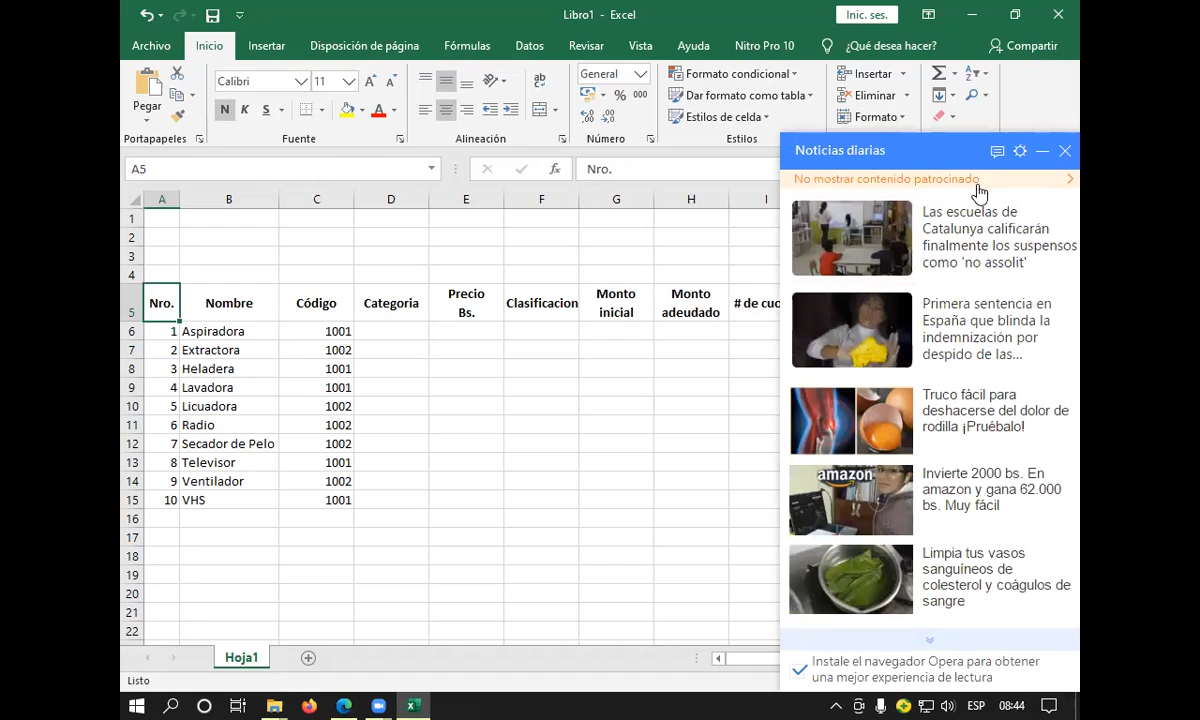 Libro1 - Excel
Inic. ses.
Archivo Inicio Insertar Disposición de página Fórmulas Datos Revisar Vista Ayuda Nitro Pro 10 ¿Qué desea hacer? Compartir
Pegar
Calibri 11
N K S
General
% 000
Formato condicional
Dar formato como tabla
Estilos de celda
Insertar
Eliminar
Formato
Portapapeles Fuente Alineación Número Estilos
A5 fx Nro.
A B C D E F G H I
1
2
3
4
5 Nro. Nombre Código Categoria Precio Bs. Clasificacion Monto inicial Monto adeudado # de cuo
6 1 Aspiradora 1001
7 2 Extractora 1002
8 3 Heladera 1001
9 4 Lavadora 1001
10 5 Licuadora 1002
11 6 Radio 1002
12 7 Secador de Pelo 1002
13 8 Televisor 1001
14 9 Ventilador 1002
15 10 VHS 1001
16
17
18
19
20
21
22
Hoja1
Listo
Noticias diarias
No mostrar contenido patrocinado
Las escuelas de
Catalunya calificarán
finalmente los suspensos
como 'no assolit'
Primera sentencia en
España que blinda la
indemnización por
despido de las...
Truco fácil para
deshacerse del dolor de
rodilla ¡Pruébalo!
amazon
Invierte 2000 bs. En
amazon y gana 62.000
bs. Muy fácil
Limpia tus vasos
sanguíneos de
colesterol y coágulos de
sangre
Instale el navegador Opera para obtener
una mejor experiencia de lectura
ESP 08:44